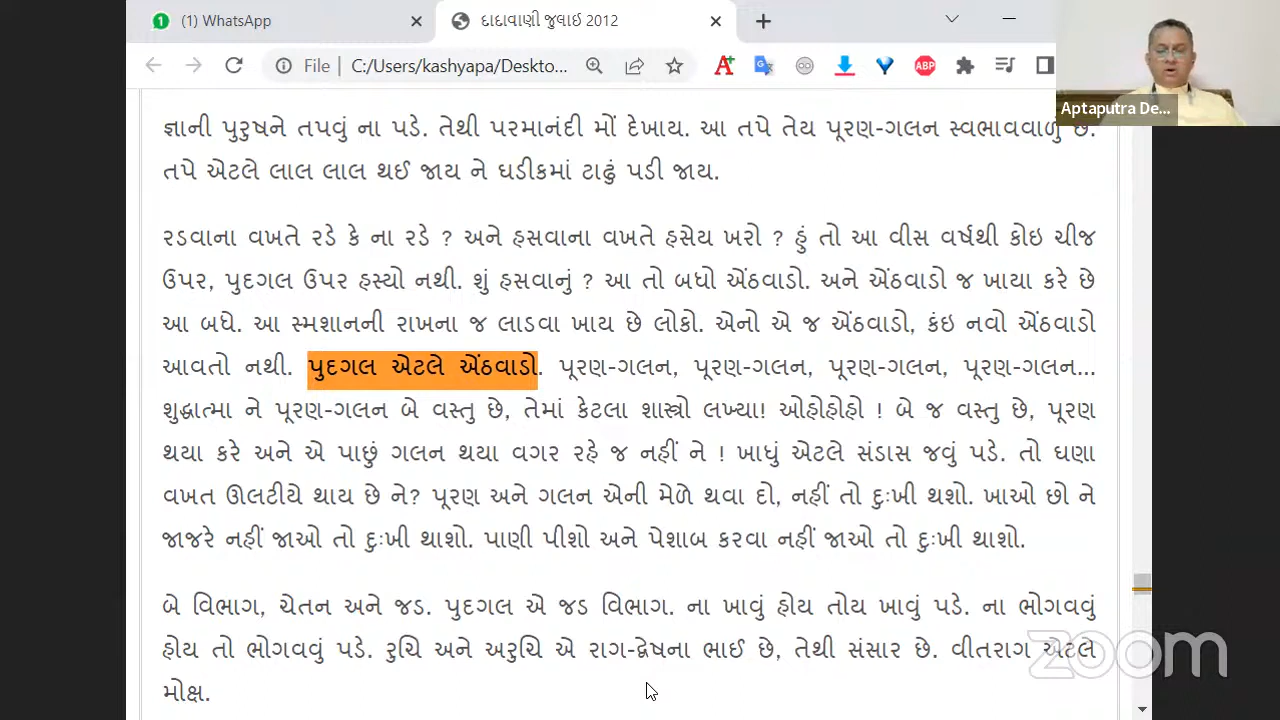 (1) WhatsApp
દાદાવાણી જુલાઇ 2012
File
C:/Users/kashyapa/Deskto...
ABP
Aptaputra De...
જ્ઞાની પુરુષને તપવું ના પડે. તેથી પરમાનંદી મોં દેખાય. આ તપે તેય પૂરણ-ગલન સ્વભાવવાળું છે.
તપે એટલે લાલ લાલ થઈ જાય ને ઘડીકમાં ટાઢું પડી જાય.
રડવાના વખતે રડે કે ના રડે ? અને હસવાના વખતે હસેય ખરો ? હું તો આ વીસ વર્ષથી કોઇ ચીજ
ઉપર, પુદગલ ઉપર હસ્યો નથી. શું હસવાનું ? આ તો બધો એંઠવાડો. અને એંઠવાડો જ ખાયા કરે છે
આ બધે. આ સ્મશાનની રાખના જ લાડવા ખાય છે લોકો. એનો એ જ એંઠવાડો, કંઇ નવો એંઠવાડો
આવતો નથી. પુદગલ એટલે એંઠવાડો. પૂરણ-ગલન, પૂરણ-ગલન, પૂરણ-ગલન, પૂરણ-ગલન...
શુદ્ધાત્મા ને પૂરણ-ગલન બે વસ્તુ છે, તેમાં કેટલા શાસ્ત્રો લખ્યા! ઓહોહોહો ! બે જ વસ્તુ છે, પૂરણ
થયા કરે અને એ પાછું ગલન થયા વગર રહે જ નહીં ને ! ખાધું એટલે સંડાસ જવું પડે. તો ઘણા
વખત ઊલટીયે થાય છે ને? પૂરણ અને ગલન એની મેળે થવા દો, નહીં તો દુઃખી થશો. ખાઓ છો ને
જાજરે નહીં જાઓ તો દુઃખી થાશો. પાણી પીશો અને પેશાબ કરવા નહીં જાઓ તો દુઃખી થાશો.
બે વિભાગ, ચેતન અને જડ. પુદગલ એ જડ વિભાગ. ના ખાવું હોય તોય ખાવું પડે. ના ભોગવવું
હોય તો ભોગવવું પડે. રુચિ અને અરુચિ એ રાગ-દ્વેષના ભાઈ છે, તેથી સંસાર છે. વીતરાગ એટલે
મોક્ષ.
zoom